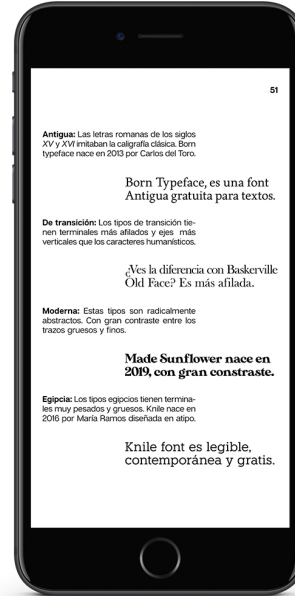 51
Antigua: Las letras romanas de los siglos
XV y XVI imitaban la caligrafía clásica. Born
typeface nace en 2013 por Carlos del Toro.
Born Typeface, es una font
Antigua gratuita para textos.
De transición: Los tipos de transición tie-
nen terminales más afilados y ejes más
verticales que los caracteres humanísticos.
¿Ves la diferencia con Baskerville
Old Face? Es más afilada.
Moderna: Estas tipos son radicalmente
abstractos. Con gran contraste entre los
trazos gruesos y finos.
Made Sunflower nace en
2019, con gran constraste.
Egipcia: Los tipos egipcios tienen termina-
les muy pesados y gruesos. Knile nace en
2016 por María Ramos diseñada en atipo.
Knile font es legible,
contemporánea y gratis.